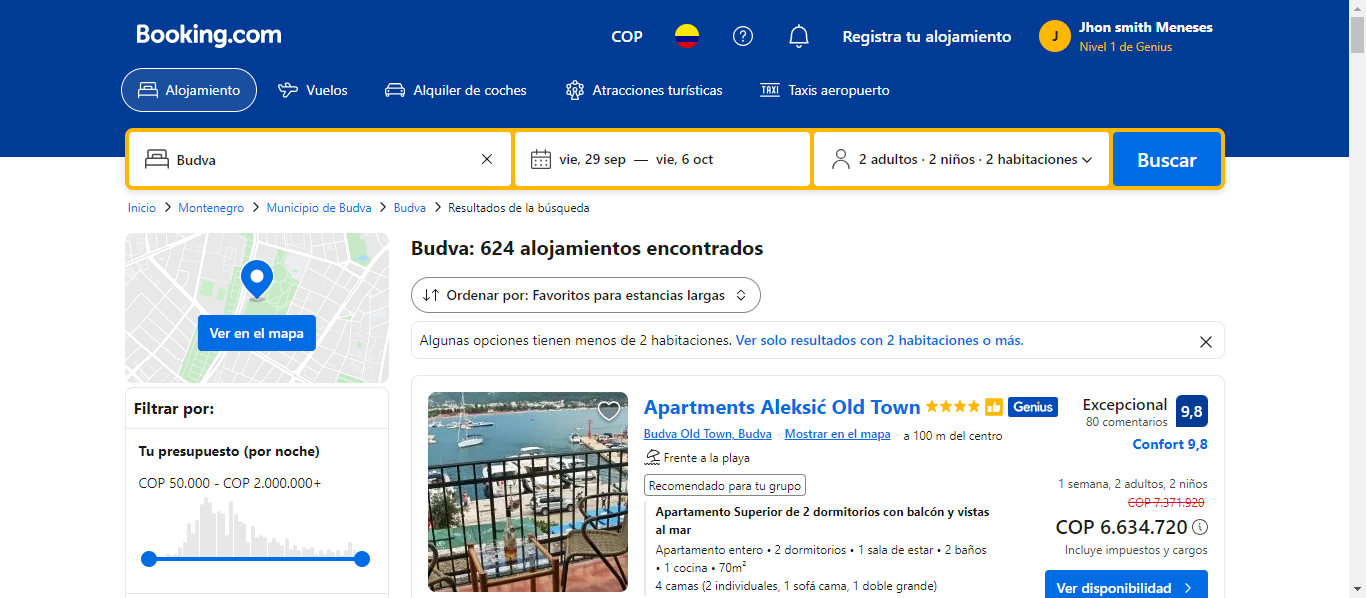 Booking.com
COP
Registra tu alojamiento
J
Jhon smith Meneses
Nivel 1 de Genius
Alojamiento
Vuelos
Alquiler de coches
Atracciones turísticas
TAXI
Taxis aeropuerto
Budva
vie, 29 sep — vie, 6 oct
2 adultos · 2 niños · 2 habitaciones
Buscar
Inicio > Montenegro > Municipio de Budva > Budva > Resultados de la búsqueda
Ver en el mapa
Filtrar por:
Tu presupuesto (por noche)
COP 50.000 - COP 2.000.000+
Budva: 624 alojamientos encontrados
Ordenar por: Favoritos para estancias largas
Algunas opciones tienen menos de 2 habitaciones. Ver solo resultados con 2 habitaciones o más.
Apartments Aleksić Old Town
Genius
Budva Old Town, Budva · Mostrar en el mapa · a 100 m del centro
Frente a la playa
Recomendado para tu grupo
Apartamento Superior de 2 dormitorios con balcón y vistas
al mar
Apartamento entero • 2 dormitorios • 1 sala de estar • 2 baños
• 1 cocina • 70m²
4 camas (2 individuales, 1 sofá cama, 1 doble grande)
Excepcional
80 comentarios
9,8
Confort 9,8
1 semana, 2 adultos, 2 niños
COP 7.371.920
COP 6.634.720
Incluye impuestos y cargos
Ver disponibilidad